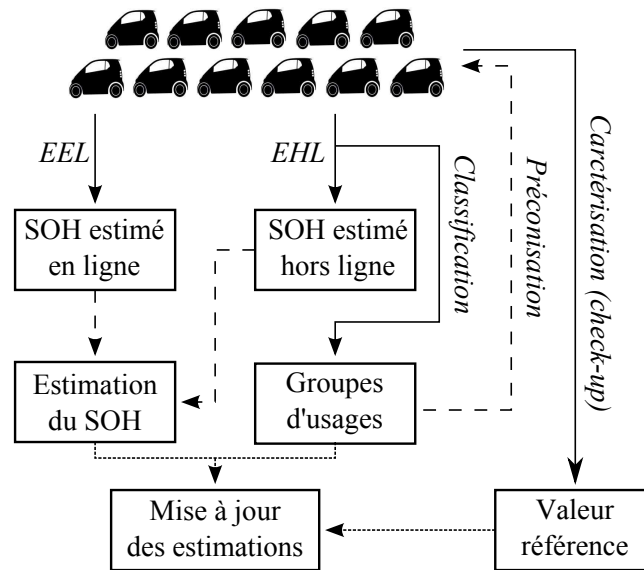 EEL
EHL
Classification
Préconisation
Carctérisation (check-up)
SOH estimé
en ligne
SOH estimé
hors ligne
Estimation
du SOH
Groupes
d'usages
Mise à jour
des estimations
Valeur
référence